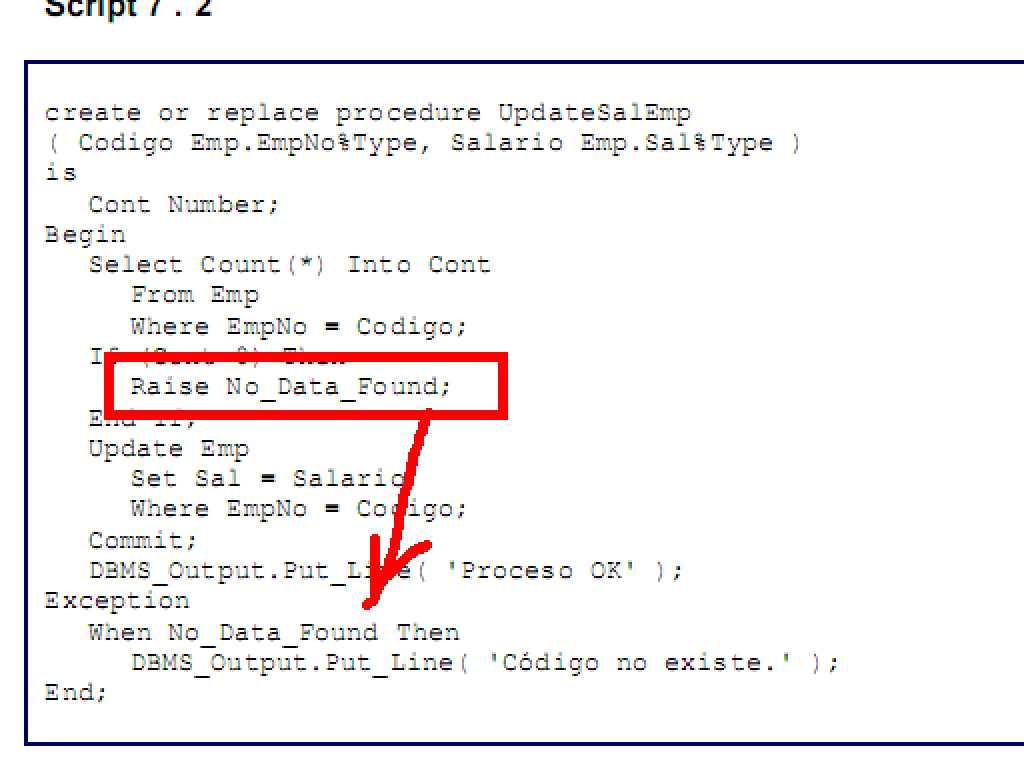 Script 7 . 2
create or replace procedure UpdateSalEmp
( Codigo Emp.EmpNo%Type, Salario Emp.Sal%Type )
is
Cont Number;
Begin
Select Count(*) Into Cont
From Emp
Where EmpNo = Codigo;
If (Cont 0) Then
Raise No_Data_Found;
End If;
Update Emp
Set Sal = Salario
Where EmpNo = Codigo;
Commit;
DBMS_Output.Put_Line( 'Proceso OK' );
Exception
When No_Data_Found Then
DBMS_Output.Put_Line( 'Código no existe.' );
End;